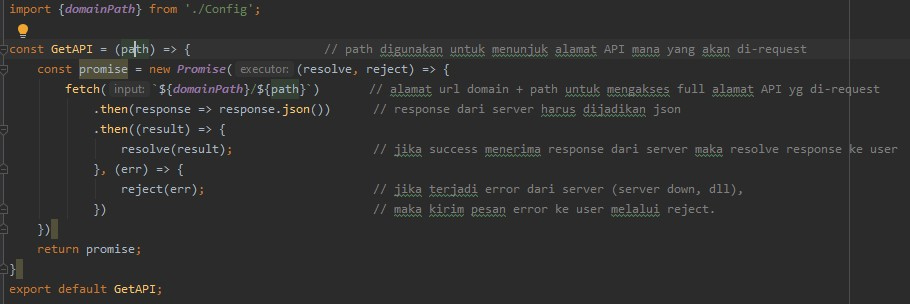 import {domainPath} from './Config';
const GetAPI = (path) => { // path digunakan untuk menunjuk alamat API mana yang akan di-request
const promise = new Promise( executor: (resolve, reject) => {
fetch( input: `${domainPath}/${path}`) // alamat url domain + path untuk mengakses full alamat API yg di-request
.then(response => response.json()) // response dari server harus dijadikan json
.then((result) => {
resolve(result); // jika success menerima response dari server maka resolve response ke user
}, (err) => {
reject(err); // jika terjadi error dari server (server down, dll),
}) // maka kirim pesan error ke user melalui reject.
})
return promise;
}
export default GetAPI;